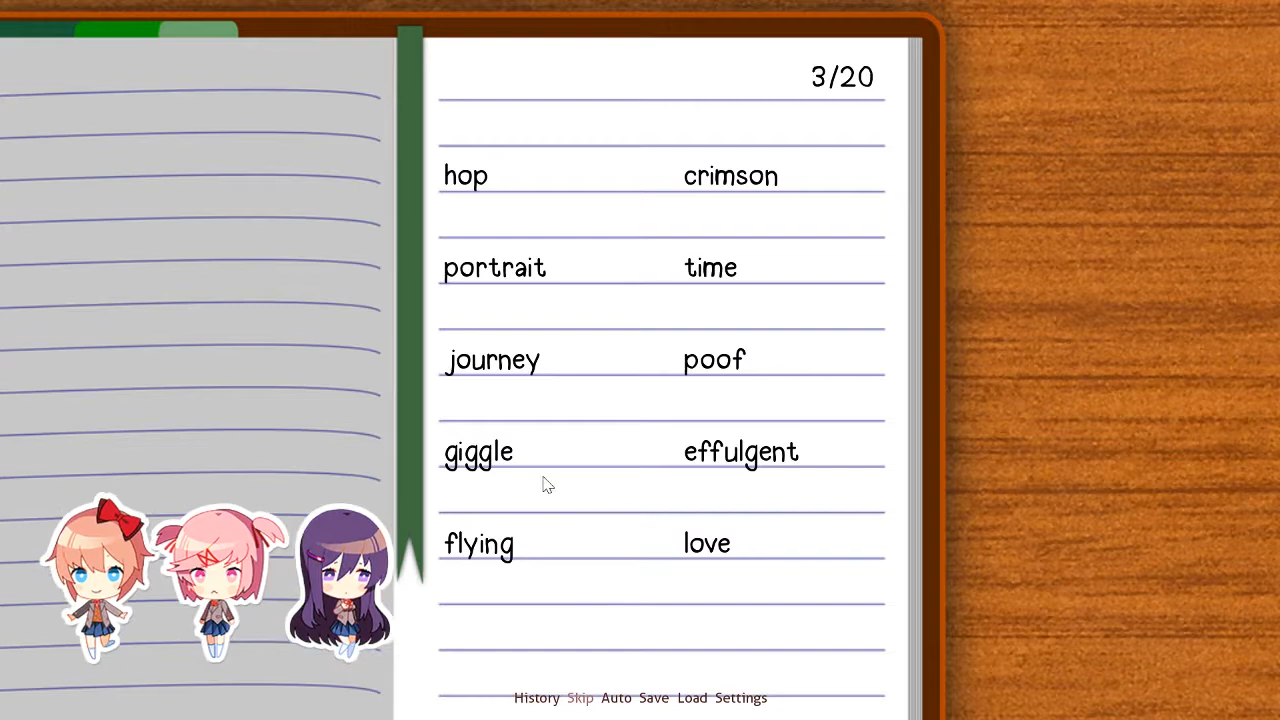 3/20
hop crimson
portrait time
journey poof
giggle effulgent
flying love
History Skip Auto Save Load Settings